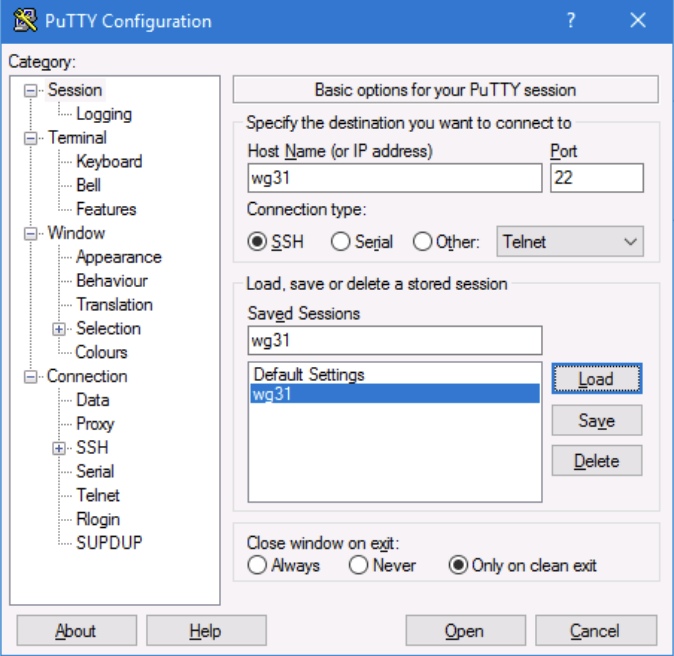 PuTTY Configuration
?
Category:
Session
Logging
Terminal
Keyboard
Bell
Features
Window
Appearance
Behaviour
Translation
Selection
Colours
Connection
Data
Proxy
SSH
Serial
Telnet
Rlogin
SUPDUP
Basic options for your PuTTY session
Specify the destination you want to connect to
Host Name (or IP address) Port
wg31 22
Connection type:
SSH Serial Other: Telnet
Load, save or delete a stored session
Saved Sessions
wg31
Default Settings
wg31
Load
Save
Delete
Close window on exit:
Always Never Only on clean exit
About Help Open Cancel